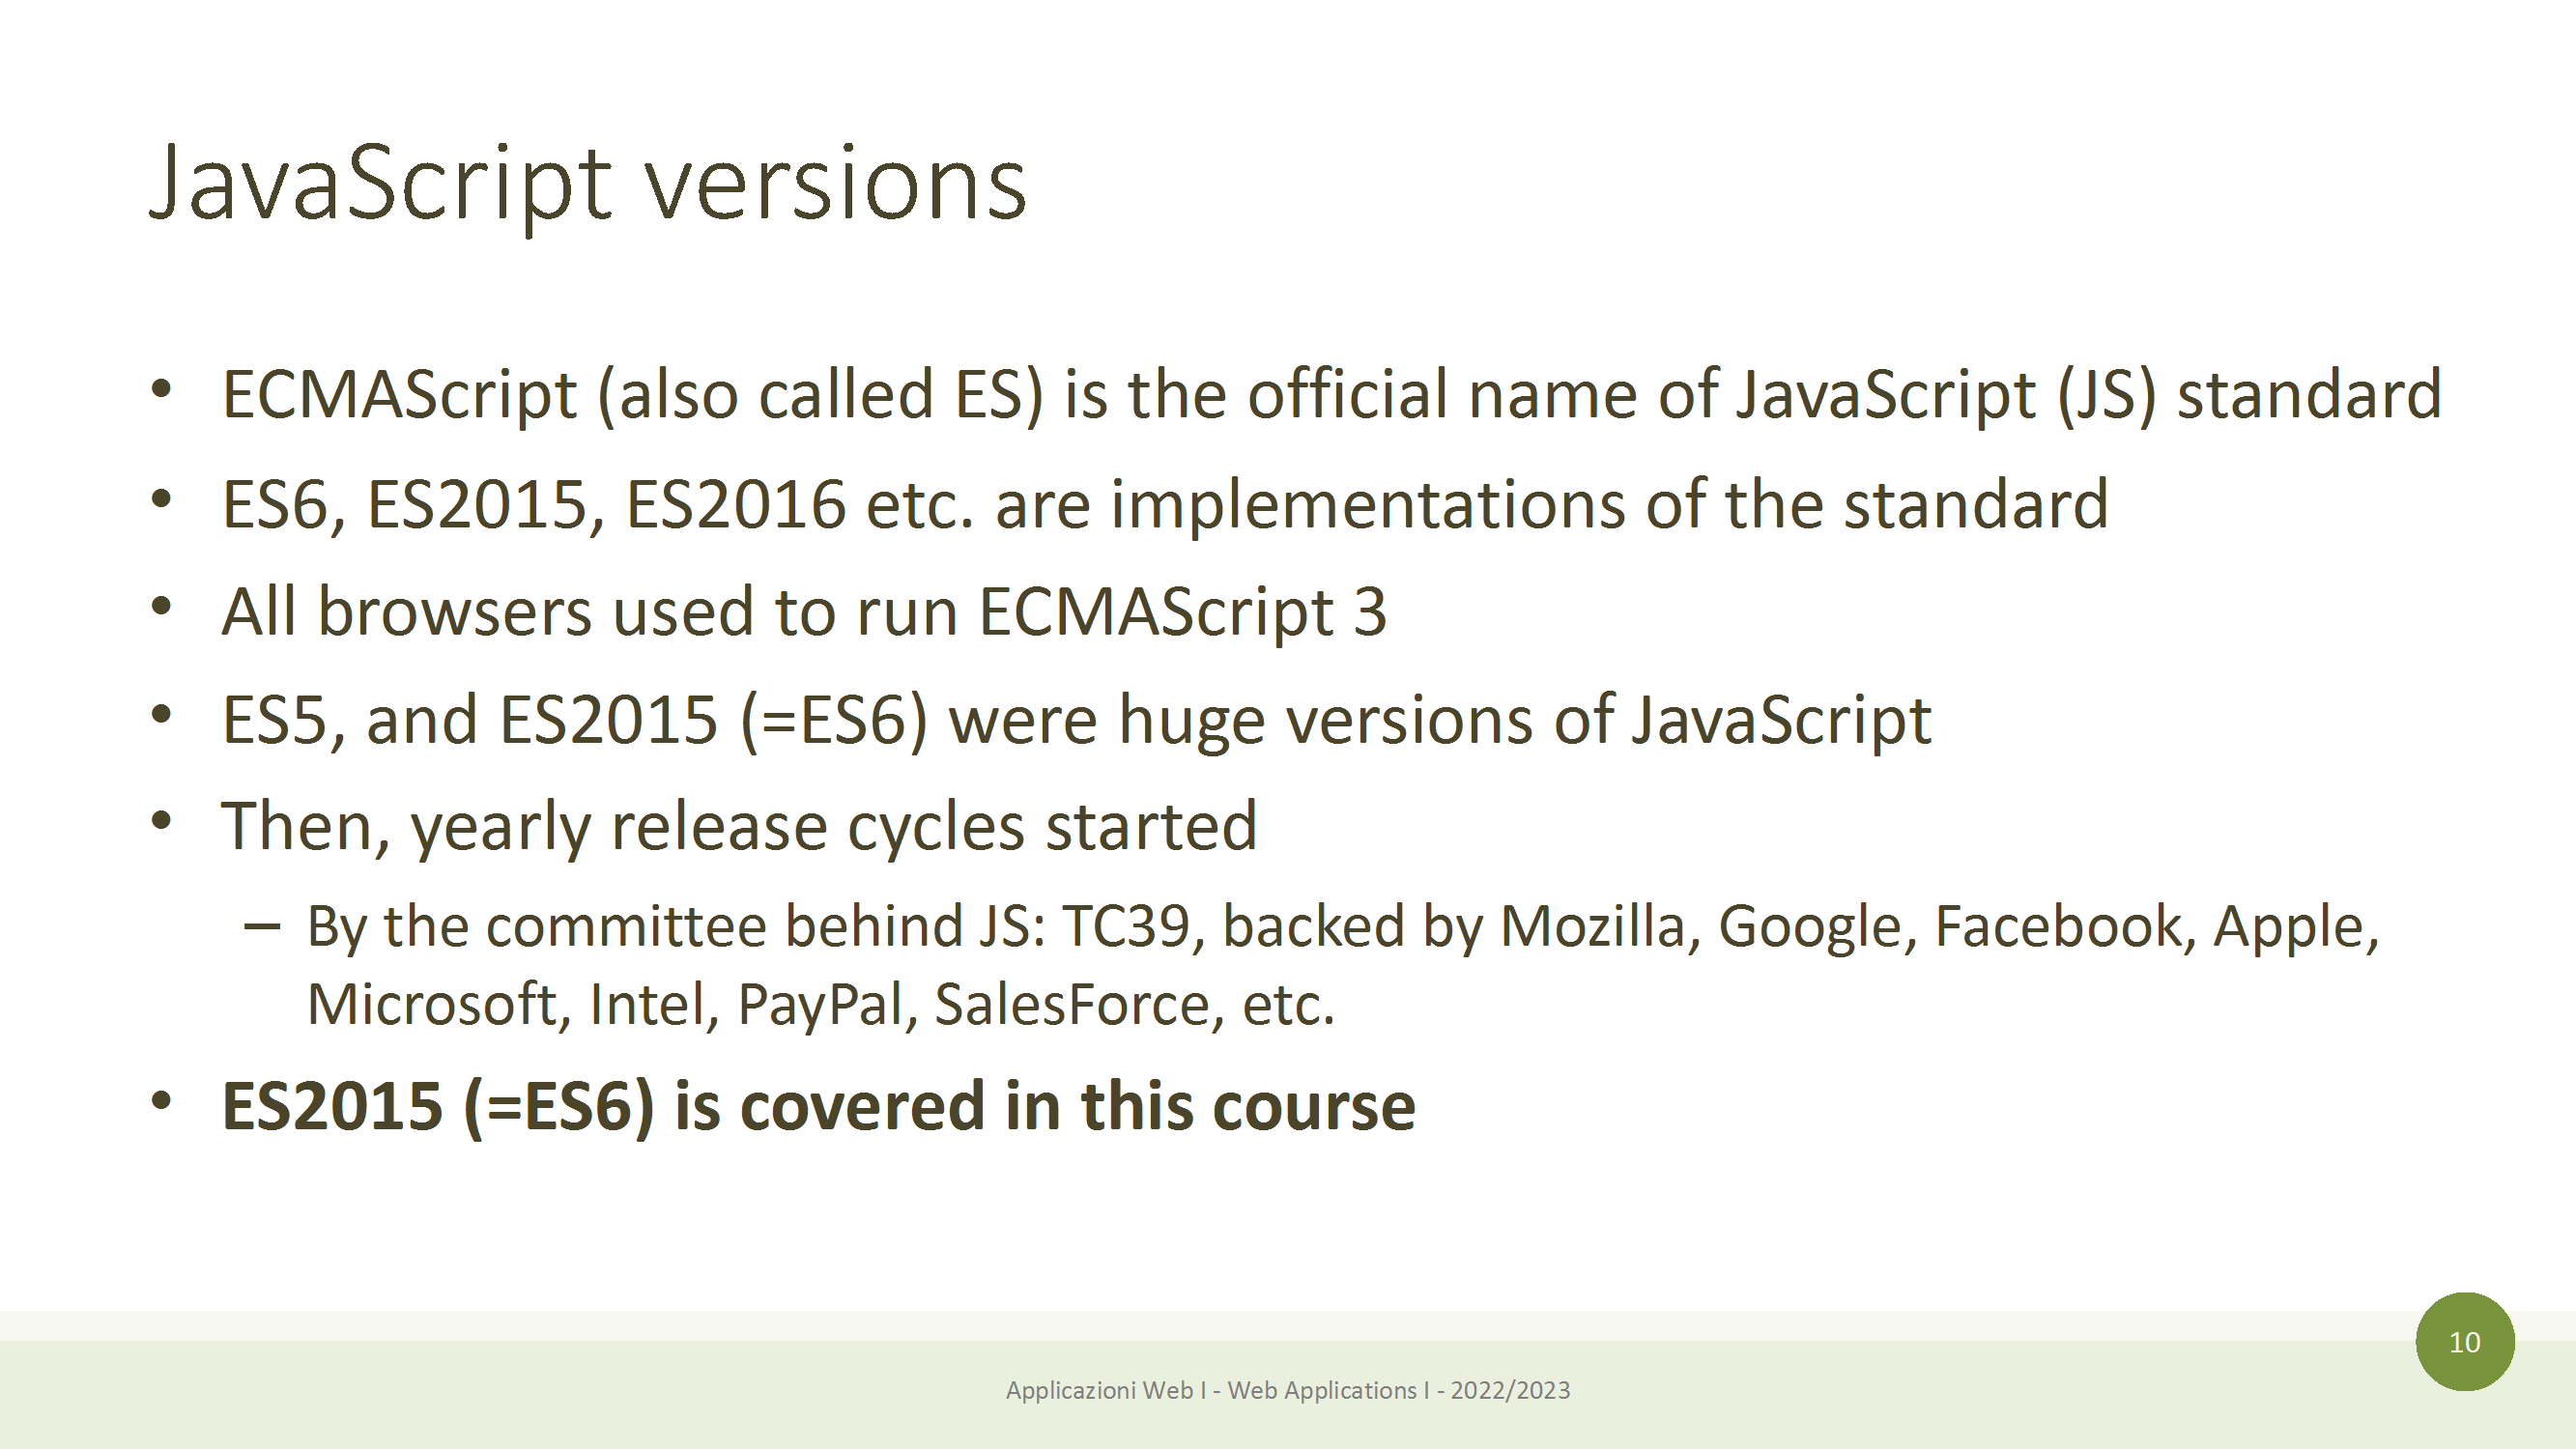 JavaScript versions
• ECMAScript (also called ES) is the official name of JavaScript (JS) standard
• ES6, ES2015, ES2016 etc. are implementations of the standard
• All browsers used to run ECMAScript 3
• ES5, and ES2015 (=ES6) were huge versions of JavaScript
• Then, yearly release cycles started
– By the committee behind JS: TC39, backed by Mozilla, Google, Facebook, Apple,
Microsoft, Intel, PayPal, SalesForce, etc.
• ES2015 (=ES6) is covered in this course
10
Applicazioni Web I - Web Applications I - 2022/2023